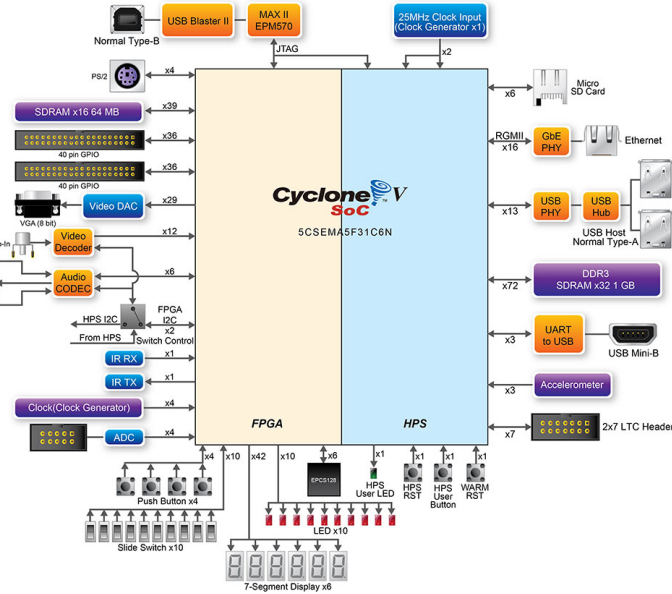 USB Blaster II
MAX II
EPM570
25MHz Clock Input
(Clock Generator x1)
Normal Type-B
JTAG
x2
PS/2
x4
x6
Micro
SD Card
SDRAM x16 64 MB
x39
x36
40 pin GPIO
RGMII
x16
GbE
PHY
Ethernet
x36
40 pin GPIO
Cyclone V
SoC
™
5CSEMA5F31C6N
VGA (8 bit)
Video DAC
x29
x13
USB
PHY
USB
Hub
USB Host
Normal Type-A
-In
Video
Decoder
x12
Audio
CODEC
x6
x72
DDR3
SDRAM x32 1 GB
HPS I2C
FPGA
I2C
x2
From HPS
Switch Control
x3
UART
to USB
USB Mini-B
IR RX
x1
IR TX
x1
x3
Accelerometer
Clock(Clock Generator)
x4
ADC
x4
FPGA
HPS
x7
2x7 LTC Header
x4
x10
x42
x10
x6
x1
x1
x1
x1
EPCS128
HPS
User LED
HPS
RST
HPS
User
Button
WARM
RST
Push Button x4
LED x10
Slide Switch x10
7-Segment Display x6